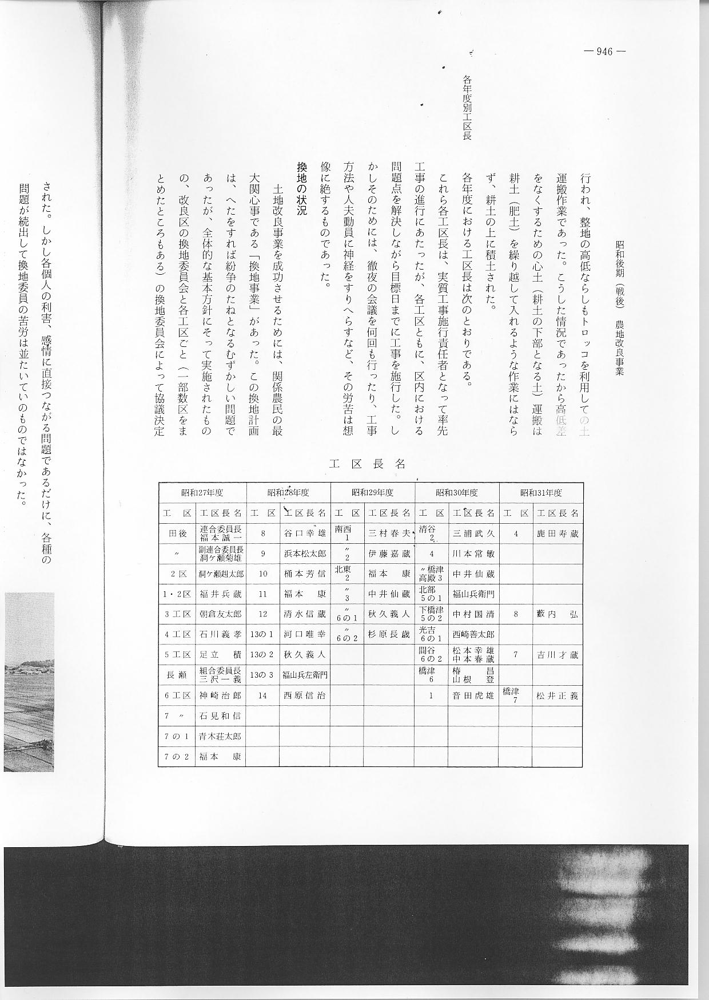 — 946 —
昭和後期（戦後） 農地改良事業
行われ、整地の高低ならしもトロッコを利用しての土
運搬作業であった。こうした情況であったから高低差
をなくするための心土（耕土の下部となる土）運搬は
耕土（肥土）を繰り越して入れるような作業にはなら
ず、耕土の上に積土された。
各年度別工区長
各年度における工区長は次のとおりである。
これら各工区長は、実質工事施行責任者となって率先
工事の進行にあたったが、各工区ともに、区内における
問題点を解決しながら目標日までに工事を施行した。し
かしそのためには、徹夜の会議を何回も行ったり、工事
方法や人夫動員に神経をすりへらすなど、その労苦は想
像に絶するものであった。
換地の状況
土地改良事業を成功させるためには、関係農民の最
大関心事である「換地事業」があった。この換地計画
は、へたをすれば紛争のたねとなるむずかしい問題で
あったが、全体的な基本方針にそって実施されたもの
の、改良区の換地委員会と各工区ごと（一部数区をま
とめたところもある）の換地委員会によって協議決定
工区長名
昭和27年度 昭和28年度 昭和29年度 昭和30年度 昭和31年度
工区 工区長名 工区 工区長名 工区 工区長名 工区 工区長名 工区 工区長名
田後 連合委員長 福本誠一 8 谷口幸雄 南西1 三村春夫 清谷2 三浦武久 4 鹿田寿蔵
〃 副連合委員長 洞ケ瀬菊雄 9 浜本松太郎 〃2 伊藤嘉蔵 4 川本常敏
2区 洞ケ瀬赳太郎 10 桶本芳信 北東2 福本康 〃橋津 高殿3 中井仙蔵
1・2区 福井兵蔵 11 福本康 〃3 中井仙蔵 北部5の1 福山兵衛門
3工区 朝倉友太郎 12 清水信蔵 〃6の1 秋久義人 下橋津5の2 中村国清 8 藪内弘
4工区 石川義孝 13の1 河口唯幸 〃6の2 杉原長歳 光吉6の1 西崎善太郎
5工区 足立積 13の2 秋久義人 間谷6の2 松本幸雄 中本春蔵 7 吉川才蔵
長瀬 組合委員長 三沢一義 13の3 福山兵左衛門 橋津6 椿昌 山根登
6工区 神崎治郎 14 西原信治 1 音田虎雄 橋津7 松井正義
7〃 石見和信
7の1 青木荘太郎
7の2 福本康
された。しかし各個人の利害、感情に直接つながる問題であるだけに、各種の
問題が続出して換地委員の苦労は並たいていのものではなかった。